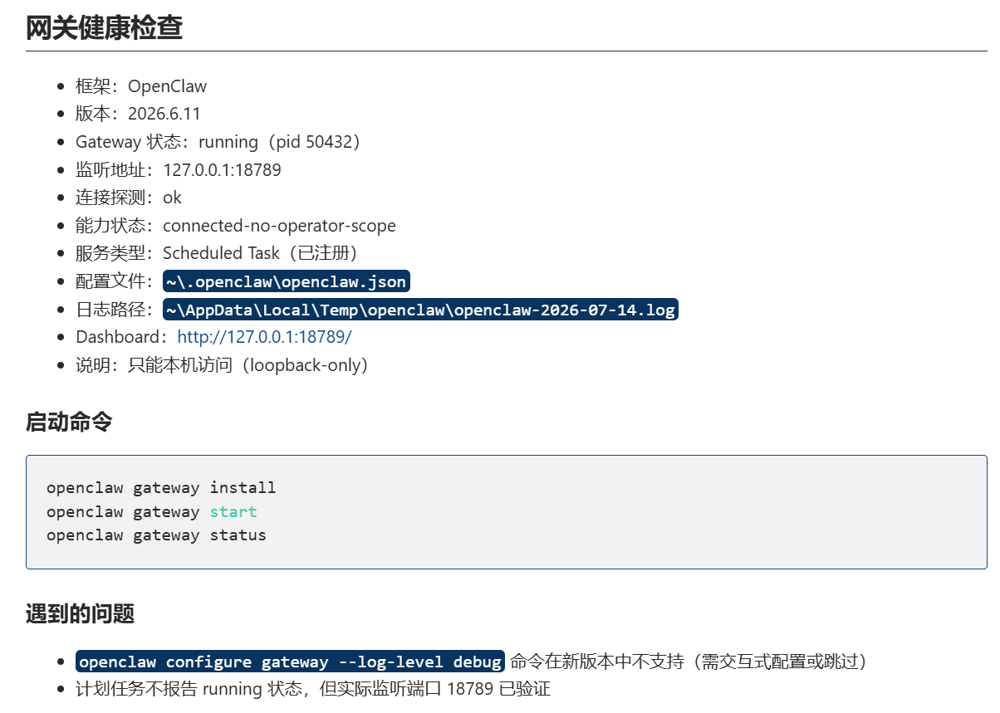 网关健康检查
框架：OpenClaw
版本：2026.6.11
Gateway 状态：running（pid 50432）
监听地址：127.0.0.1:18789
连接探测：ok
能力状态：connected-no-operator-scope
服务类型：Scheduled Task（已注册）
配置文件：~\.openclaw\openclaw.json
日志路径：~\AppData\Local\Temp\openclaw\openclaw-2026-07-14.log
Dashboard：http://127.0.0.1:18789/
说明：只能本机访问（loopback-only）
启动命令
openclaw gateway install
openclaw gateway start
openclaw gateway status
遇到的问题
openclaw configure gateway --log-level debug 命令在新版本中不支持（需交互式配置或跳过）
计划任务不报告 running 状态，但实际监听端口 18789 已验证